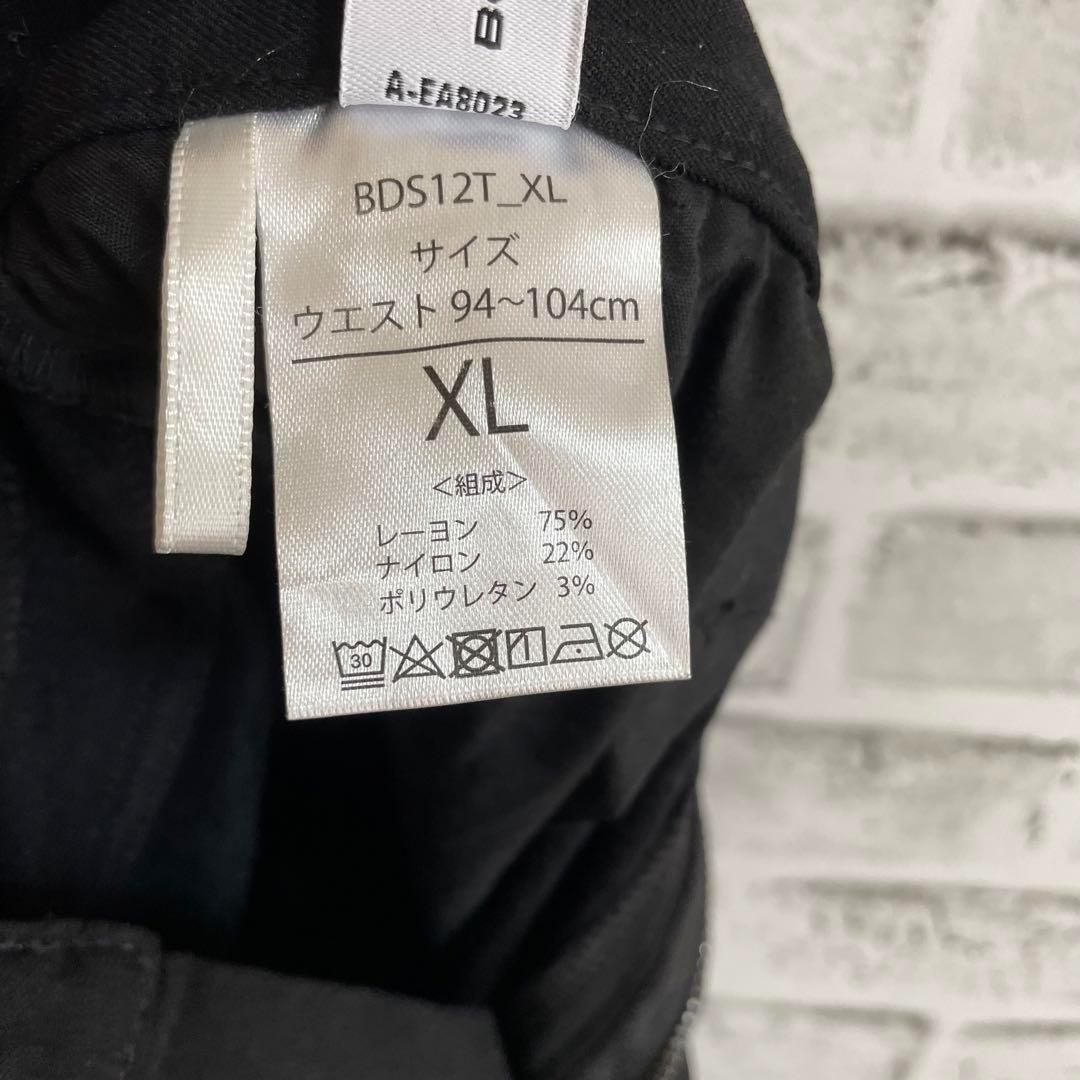 A-EA8023
BDS12T_XL
サイズ
ウエスト 94〜104cm
XL
<組成>
レーヨン 75%
ナイロン 22%
ポリウレタン 3%
30